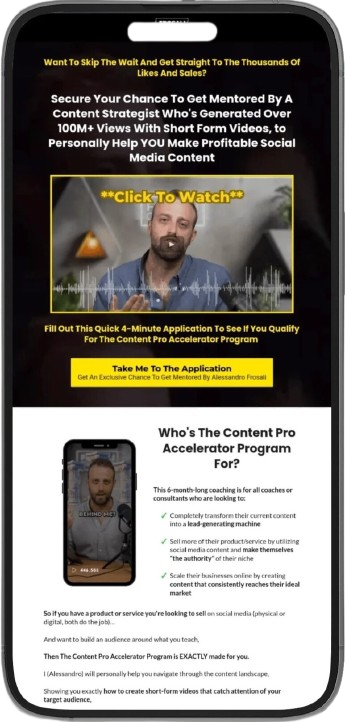 FROSALI
Want To Skip The Wait And Get Straight To The Thousands Of
Likes And Sales?
Secure Your Chance To Get Mentored By A
Content Strategist Who's Generated Over
100M+ Views With Short Form Videos, to
Personally Help YOU Make Profitable Social
Media Content
**Click To Watch**
Fill Out This Quick 4-Minute Application To See If You Qualify
For The Content Pro Accelerator Program
Take Me To The Application
Get An Exclusive Chance To Get Mentored By Alessandro Frosali
Who's The Content Pro
Accelerator Program
For?
This 6-month-long coaching is for all coaches or
consultants who are looking to:
Completely transform their current content
into a lead-generating machine
Sell more of their product/service by utilizing
social media content and make themselves
"the authority" of their niche
Scale their businesses online by creating
content that consistently reaches their ideal
market
BEHIND ME?
So if you have a product or service you're looking to sell on social media (physical or
digital, both do the job)...
And want to build an audience around what you teach,
Then The Content Pro Accelerator Program is EXACTLY made for you.
I (Alessandro) will personally help you navigate through the content landscape,
Showing you exactly how to create short-form videos that catch attention of your
target audience,